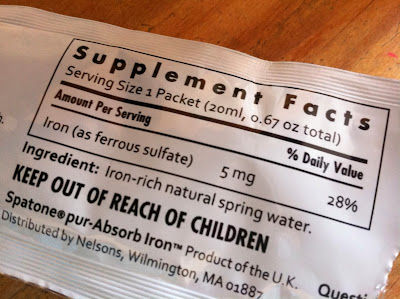 Supplement Facts
Serving Size 1 Packet (20ml, 0.67 oz total)
Amount Per Serving
% Daily Value
Iron (as ferrous sulfate) 5 mg 28%
Ingredient: Iron-rich natural spring water.
KEEP OUT OF REACH OF CHILDREN
Spatone®pur-Absorb Iron™ Product of the U.K.
Distributed by Nelsons, Wilmington, MA 01887